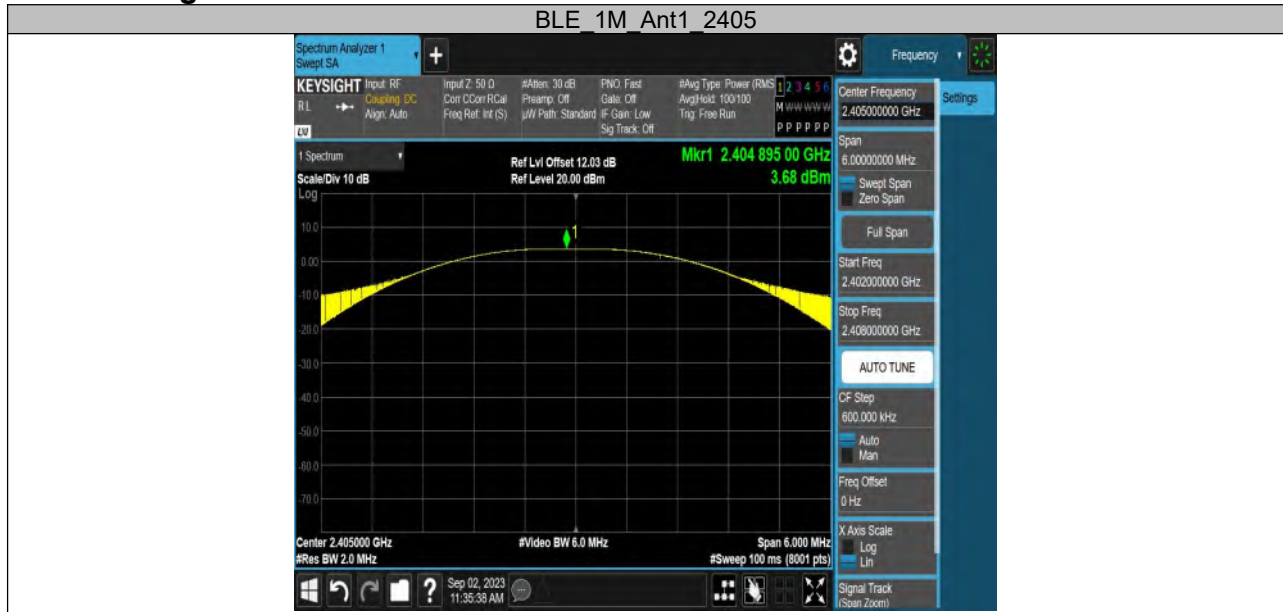 BLE_1M_Ant1_2405
Spectrum Analyzer 1
Swept SA
+
Frequency
KEYSIGHT
Input: RF
Coupling: DC
Align: Auto
Input Z: 50 Ω
Corr CCorr RCal
Freq Ref: Int (S)
#Atten: 30 dB
Preamp: Off
µW Path: Standard
PNO: Fast
Gate: Off
IF Gain: Low
Sig Track: Off
#Avg Type: Power (RMS
Avg|Hold: 100/100
Trig: Free Run
1 2 3 4 5 6
M W W W W W
P P P P P P
R L
LXI
1 Spectrum
Scale/Div 10 dB
Log
Ref Lvl Offset 12.03 dB
Ref Level 20.00 dBm
Mkr1 2.404 895 00 GHz
3.68 dBm
10.0
0.00
-10.0
-20.0
-30.0
-40.0
-50.0
-60.0
-70.0
1
Center 2.405000 GHz
#Res BW 2.0 MHz
#Video BW 6.0 MHz
Span 6.000 MHz
#Sweep 100 ms (8001 pts)
?
Sep 02, 2023
11:35:38 AM
Center Frequency
2.405000000 GHz
Settings
Span
6.00000000 MHz
Swept Span
Zero Span
Full Span
Start Freq
2.402000000 GHz
Stop Freq
2.408000000 GHz
AUTO TUNE
CF Step
600.000 kHz
Auto
Man
Freq Offset
0 Hz
X Axis Scale
Log
Lin
Signal Track
(Span Zoom)